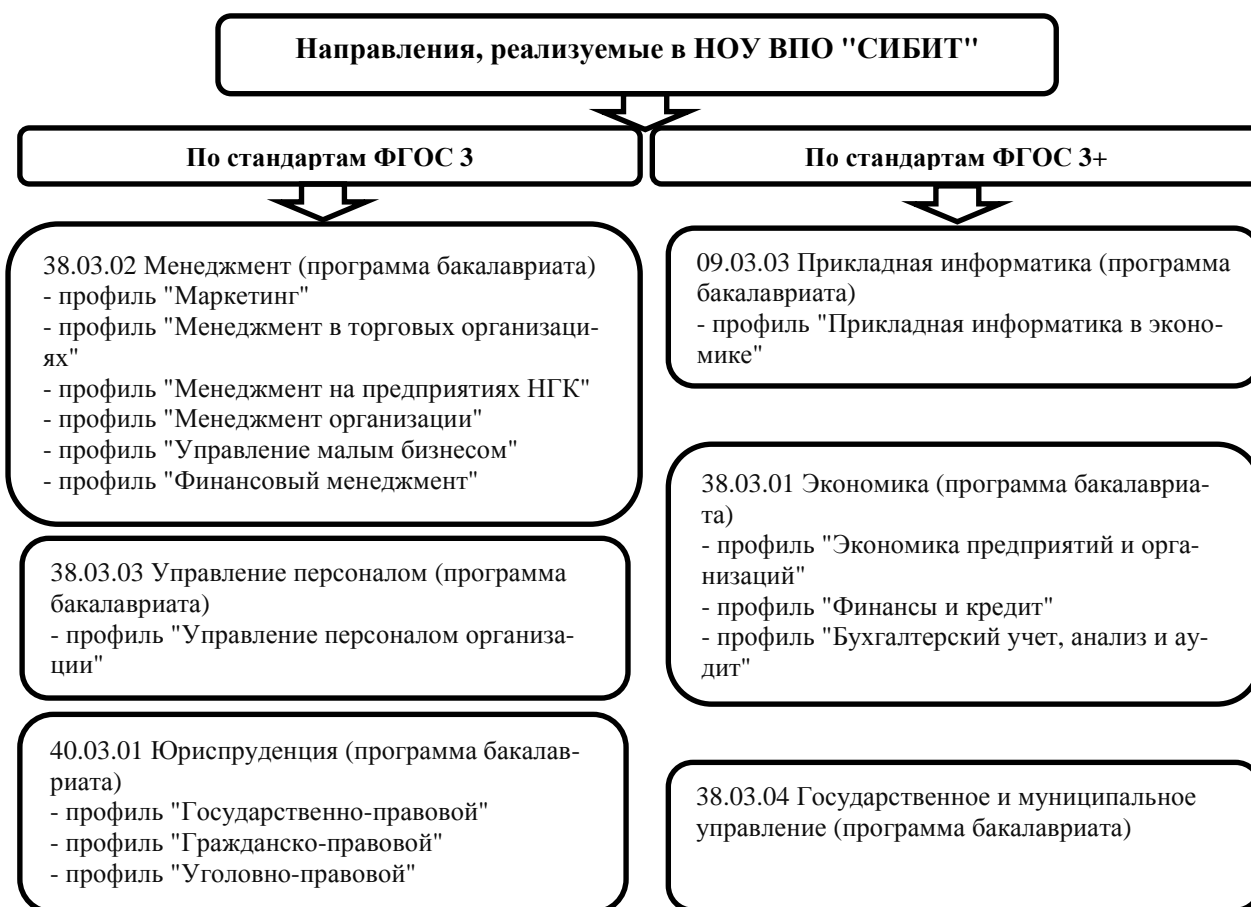 Направления, реализуемые в НОУ ВПО "СИБИТ"
По стандартам ФГОС 3
38.03.02 Менеджмент (программа бакалавриата)
- профиль "Маркетинг"
- профиль "Менеджмент в торговых организаци-
ях"
- профиль "Менеджмент на предприятиях НГК"
- профиль "Менеджмент организации"
- профиль "Управление малым бизнесом"
- профиль "Финансовый менеджмент"
38.03.03 Управление персоналом (программа
бакалавриата)
- профиль "Управление персоналом организа-
ции"
40.03.01 Юриспруденция (программа бакалав-
риата)
- профиль "Государственно-правовой"
- профиль "Гражданско-правовой"
- профиль "Уголовно-правовой"
По стандартам ФГОС 3+
09.03.03 Прикладная информатика (программа
бакалавриата)
- профиль "Прикладная информатика в эконо-
мике"
38.03.01 Экономика (программа бакалавриа-
та)
- профиль "Экономика предприятий и орга-
низаций"
- профиль "Финансы и кредит"
- профиль "Бухгалтерский учет, анализ и ау-
дит"
38.03.04 Государственное и муниципальное
управление (программа бакалавриата)